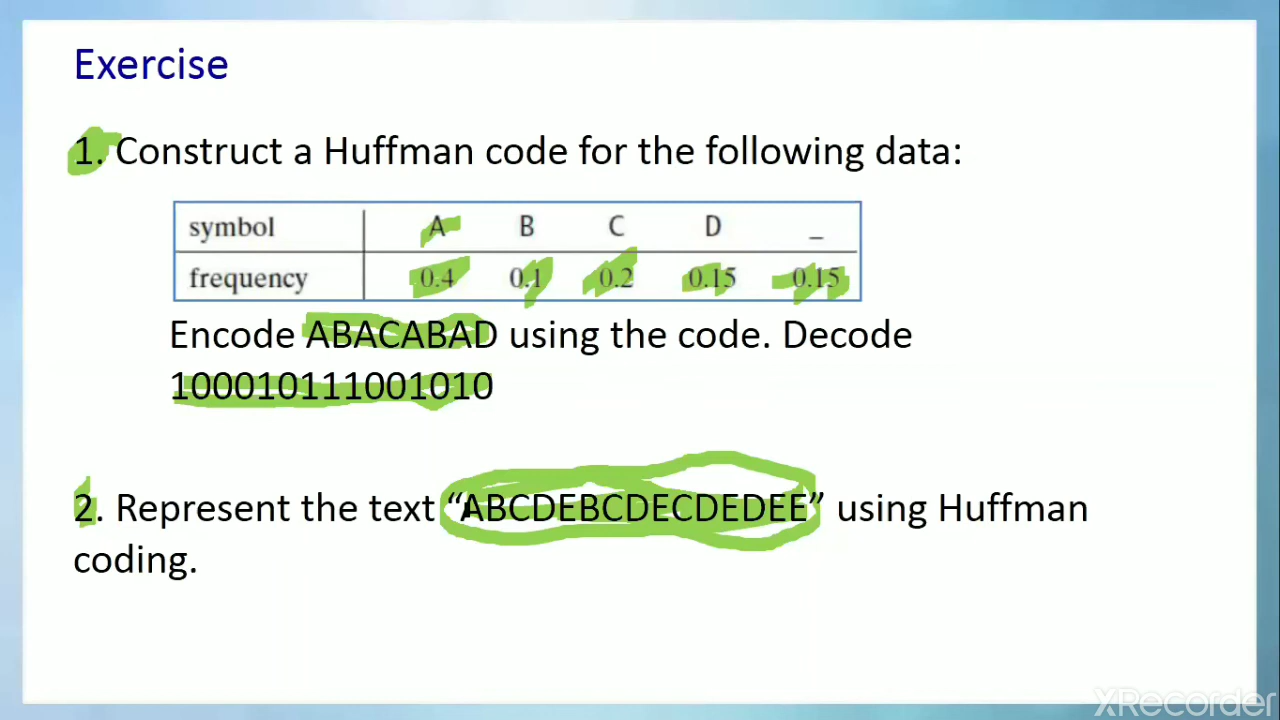 Exercise
1. Construct a Huffman code for the following data:
symbol A B C D _
frequency 0.4 0.1 0.2 0.15 0.15
Encode ABACABAD using the code. Decode
100010111001010
2. Represent the text “ABCDEBCDECDEDEE” using Huffman
coding.
XRecorder